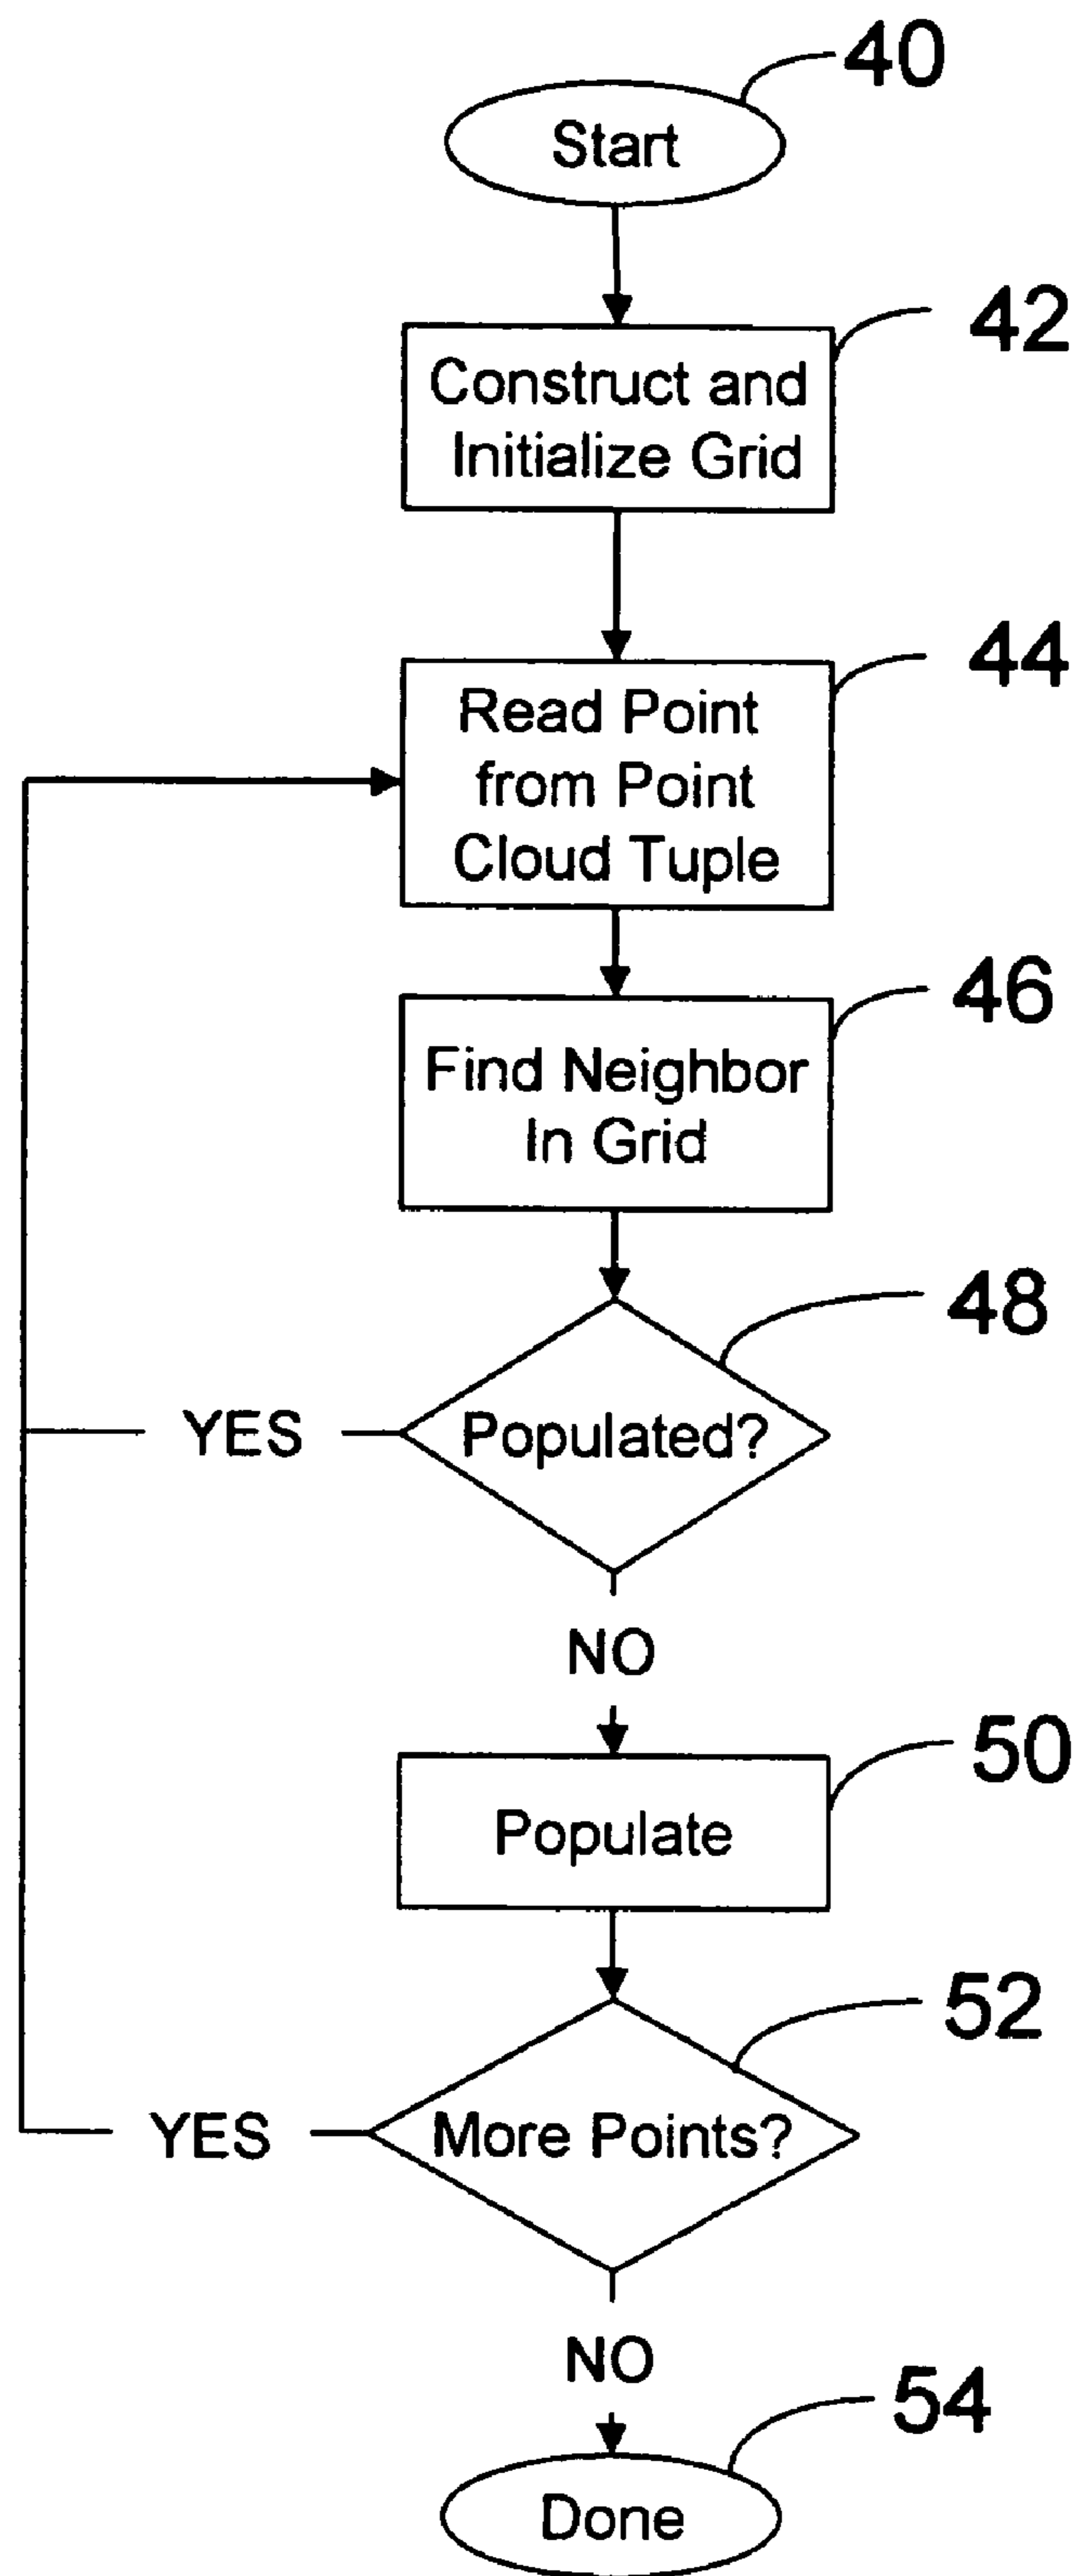 40
Start
42
Construct and
Initialize Grid
44
Read Point
from Point
Cloud Tuple
46
Find Neighbor
In Grid
48
YES
Populated?
NO
50
Populate
52
YES
More Points?
NO
54
Done